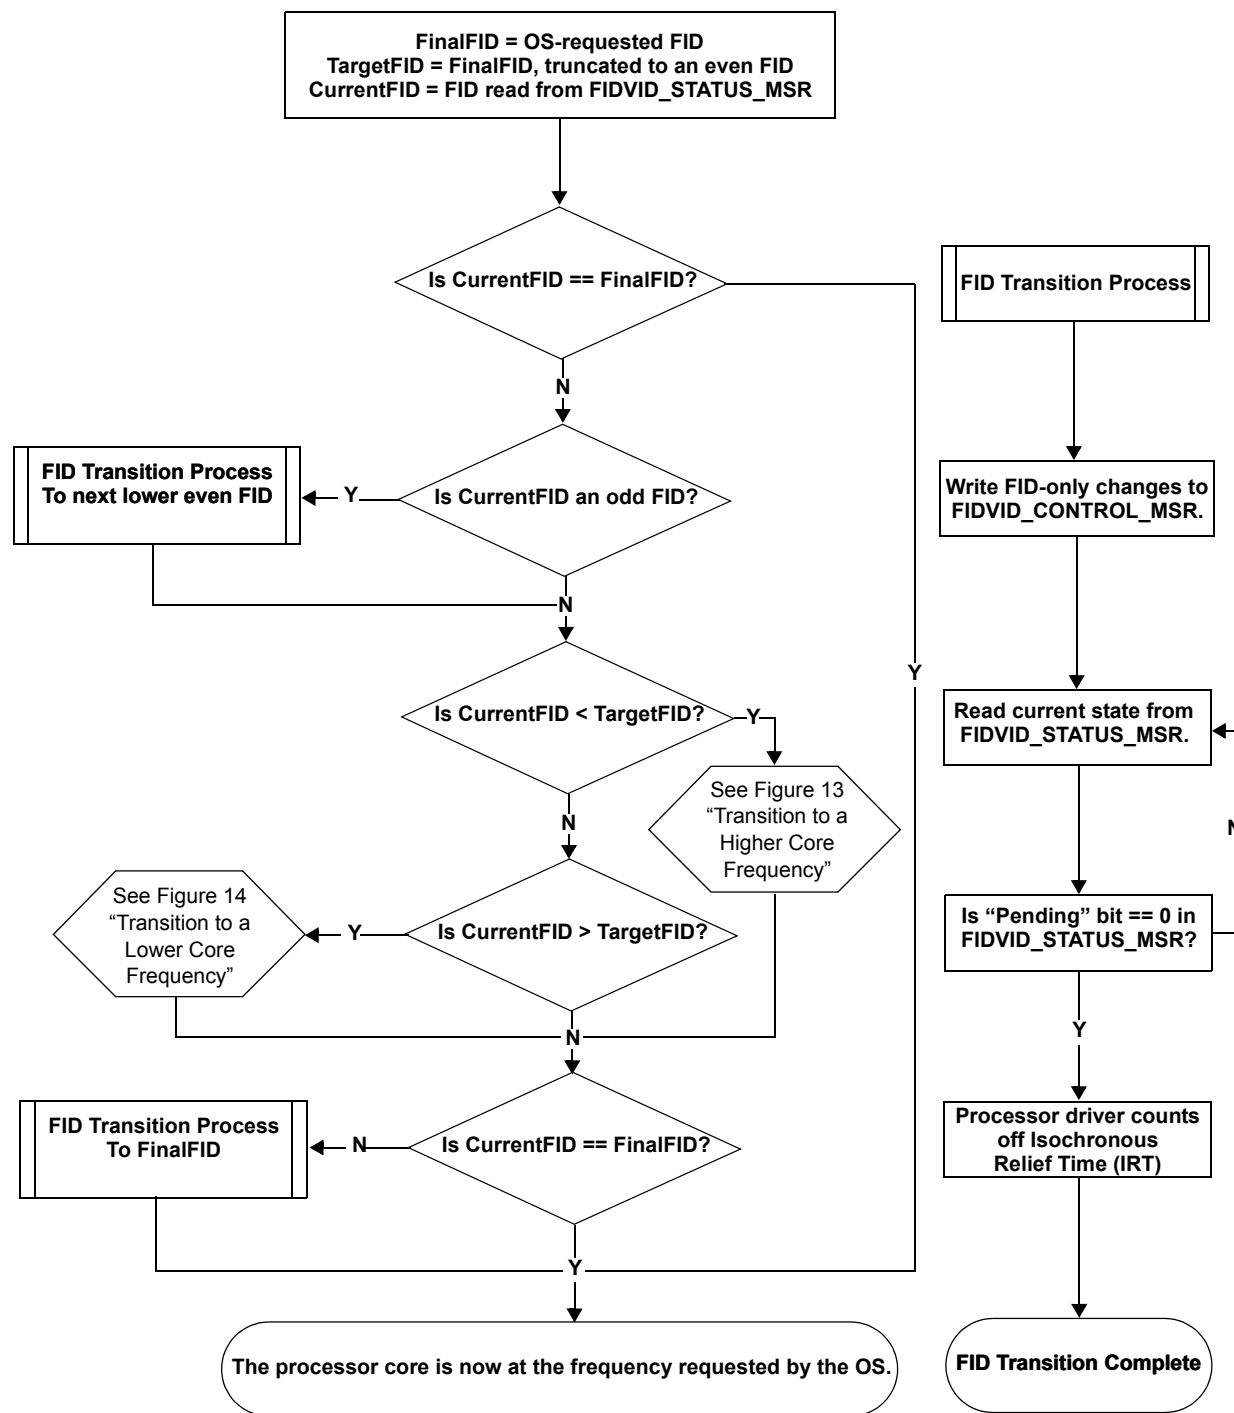 FinalFID = OS-requested FID
TargetFID = FinalFID, truncated to an even FID
CurrentFID = FID read from FIDVID_STATUS_MSR
Is CurrentFID == FinalFID?
N
FID Transition Process
To next lower even FID
Y
Is CurrentFID an odd FID?
N
Is CurrentFID < TargetFID?
Y
Y
See Figure 13
“Transition to a
Higher Core
Frequency”
N
See Figure 14
“Transition to a
Lower Core
Frequency”
Y
Is CurrentFID > TargetFID?
N
FID Transition Process
To FinalFID
N
Is CurrentFID == FinalFID?
Y
The processor core is now at the frequency requested by the OS.
FID Transition Process
Write FID-only changes to
FIDVID_CONTROL_MSR.
Read current state from
FIDVID_STATUS_MSR.
N
Is “Pending” bit == 0 in
FIDVID_STATUS_MSR?
Y
Processor driver counts
off Isochronous
Relief Time (IRT)
FID Transition Complete